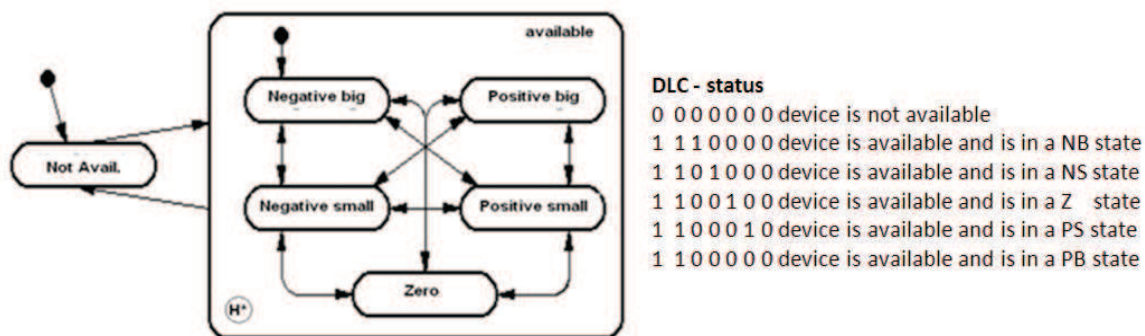 available
Negative big
Positive big
Not Avail.
Negative small
Positive small
Zero
H*
DLC - status
0 0 0 0 0 0 0 device is not available
1 1 1 0 0 0 0 device is available and is in a NB state
1 1 0 1 0 0 0 device is available and is in a NS state
1 1 0 0 1 0 0 device is available and is in a Z state
1 1 0 0 0 1 0 device is available and is in a PS state
1 1 0 0 0 0 0 device is available and is in a PB state